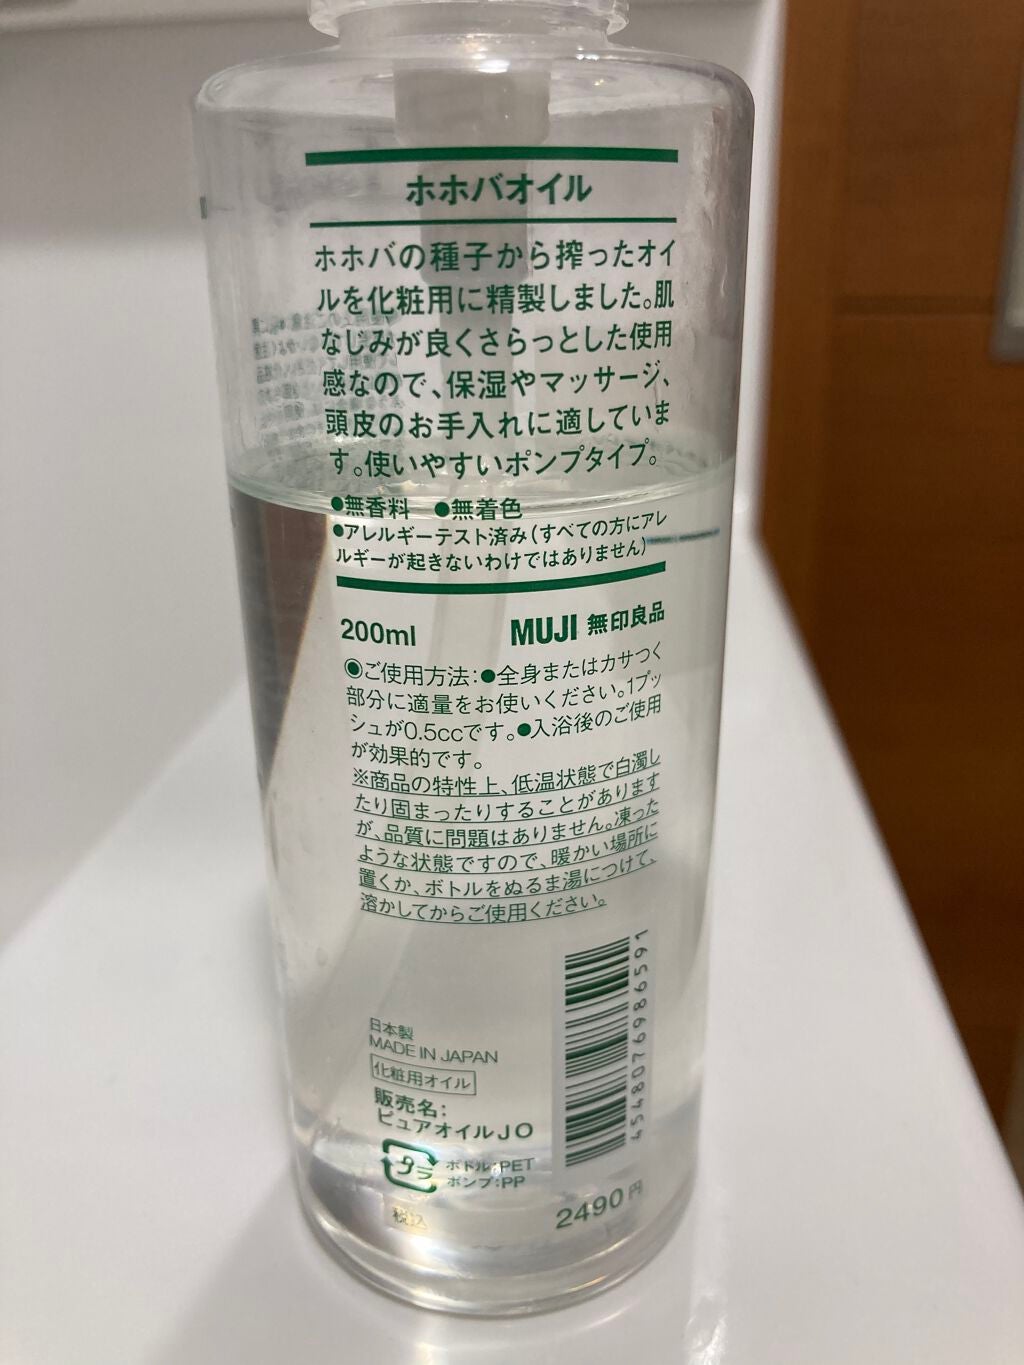 ホホバオイル
ホホバの種子から搾ったオイ
ルを化粧用に精製しました。肌
なじみが良くさらっとした使用
感なので、保湿やマッサージ、
頭皮のお手入れに適していま
す。使いやすいポンプタイプ。
●無香料 ●無着色
●アレルギーテスト済み(すべての方にアレ
ルギーが起きないわけではありません)
200ml MUJI 無印良品
◉ご使用方法:●全身またはカサつく
部分に適量をお使いください。1プッ
シュが0.5ccです。●入浴後のご使用
が効果的です。
※商品の特性上、低温状態で白濁し
たり固まったりすることがあります
が、品質に問題はありません。凍った
ような状態ですので、暖かい場所に
置くか、ボトルをぬるま湯につけて、
溶かしてからご使用ください。
日本製
MADE IN JAPAN
化粧用オイル
販売名:
ピュアオイルJO
プラ ボトル:PET
ポンプ:PP
4548076986591
税込 2490円